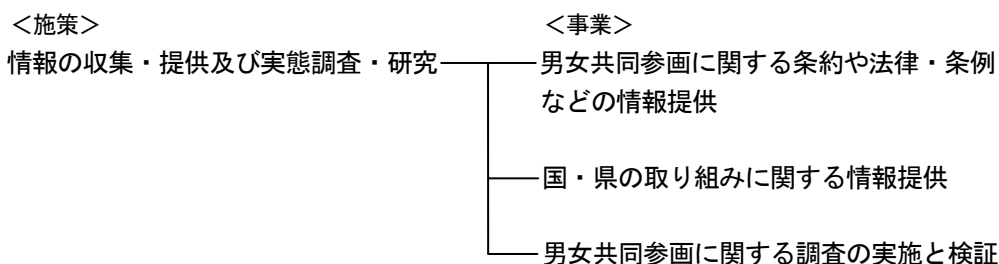 ＜施策＞
＜事業＞
情報の収集・提供及び実態調査・研究
男女共同参画に関する条約や法律・条例
などの情報提供
国・県の取り組みに関する情報提供
男女共同参画に関する調査の実施と検証